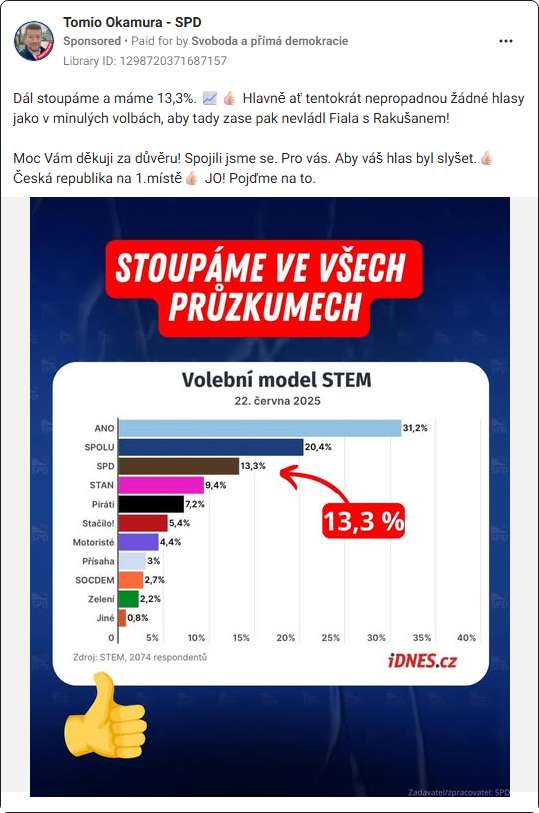 Tomio Okamura - SPD
Sponsored • Paid for by Svoboda a přímá demokracie
Library ID: 1298720371687157
Dál stoupáme a máme 13,3%. 📈 👍🏻 Hlavně ať tentokrát nepropadnou žádné hlasy
jako v minulých volbách, aby tady zase pak nevládl Fiala s Rakušanem!
Moc Vám děkuji za důvěru! Spojili jsme se. Pro vás. Aby váš hlas byl slyšet.👍🏻
Česká republika na 1.místě👍🏻 JO! Pojďme na to.
STOUPÁME VE VŠECH
PRŮZKUMECH
Volební model STEM
22. června 2025
ANO 31,2%
SPOLU 20,4%
SPD 13,3%
STAN 9,4%
Piráti 7,2%
Stačilo! 5,4%
Motoristé 4,4%
Přísaha 3%
SOCDEM 2,7%
Zelení 2,2%
Jiné 0,8%
13,3 %
0 5% 10% 15% 20% 25% 30% 35% 40%
Zdroj: STEM, 2074 respondentů
iDNES.cz
Zadavatel/zpracovatel: SPD